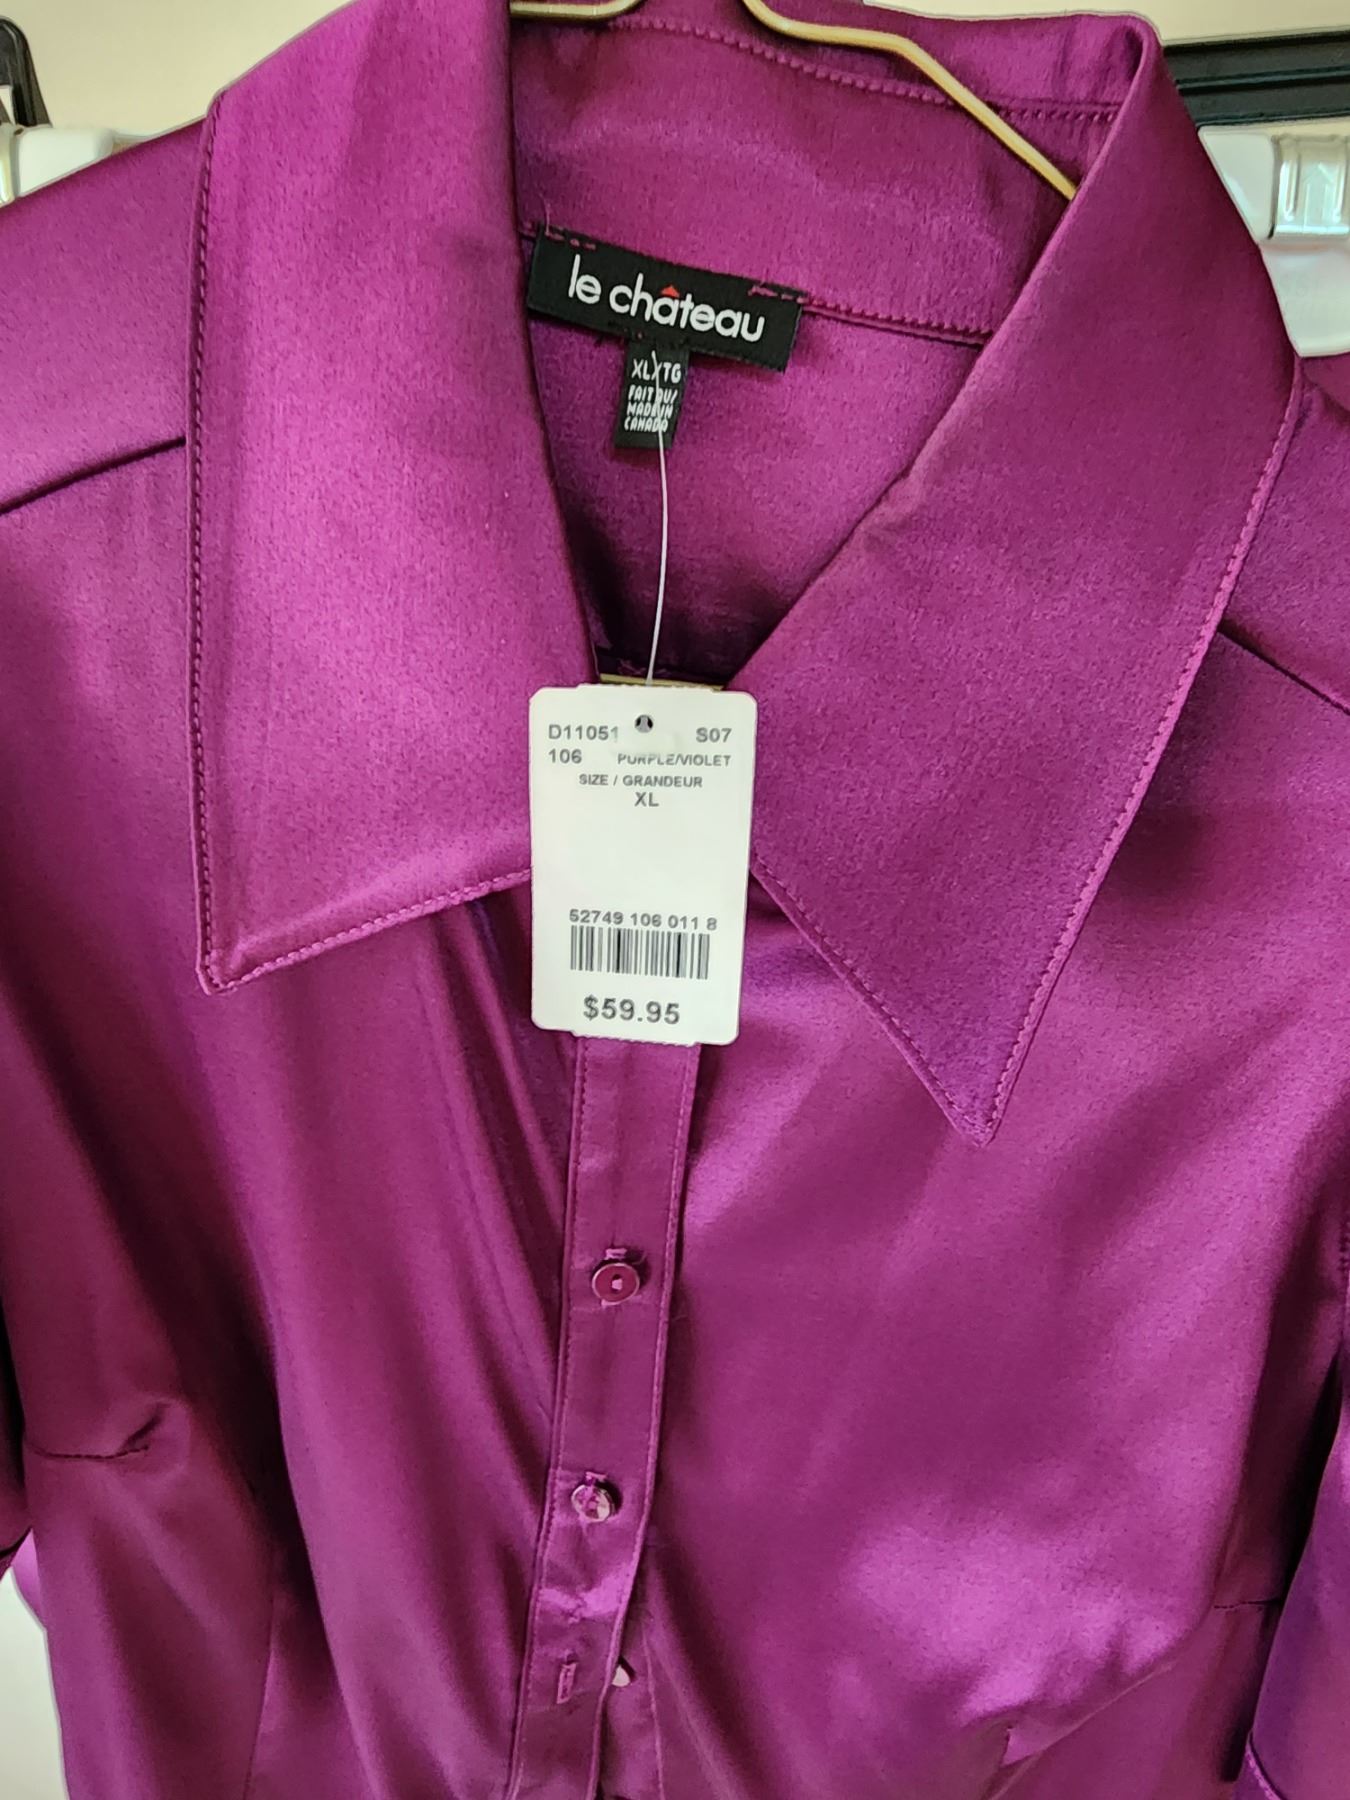 le château
XL/TG
FAIT AU/
MADE IN
CANADA
D11051 S07
106 PURPLE/VIOLET
SIZE / GRANDEUR
XL
52749 106 011 8
$59.95